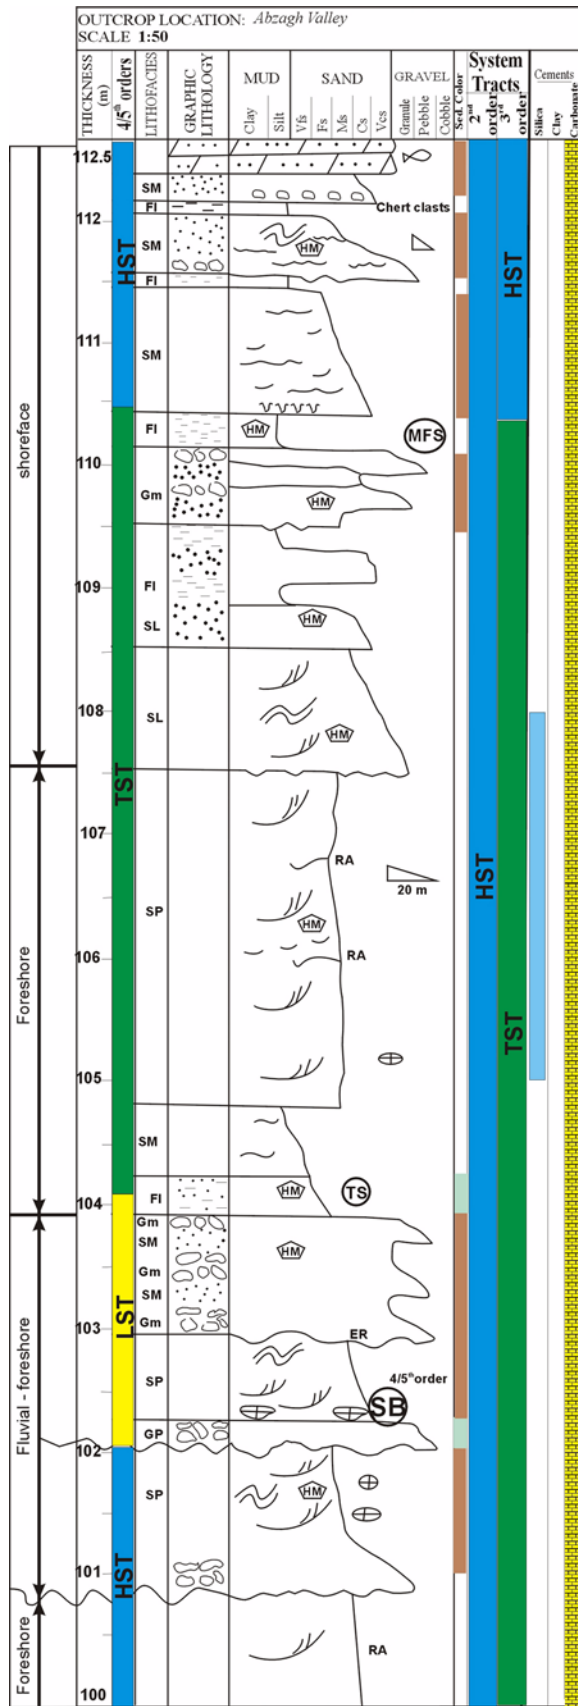 OUTCROP LOCATION: Abzagh Valley
SCALE 1:50
THICKNESS (m)
4/5th orders
LITHOFACIES
GRAPHIC LITHOLOGY
MUD
SAND
GRAVEL
Clay
Silt
Vfs
Fs
Ms
Cs
Vcs
Granule
Pebble
Cobble
Sed. Color
System Tracts
2nd order
3rd order
Cements
Silica
Clay
Carbonate
112.5
SM
Chert clasts
Fl
112
HST
SM
HM
HST
Fl
111
SM
shoreface
Fl
HM
MFS
110
Gm
HM
109
Fl
SL
HM
108
SL
HM
TST
107
RA
20 m
HST
SP
HM
106
RA
Foreshore
TST
105
SM
104
Fl
HM
TS
Gm
SM
HM
Gm
SM
103
Gm
LST
ER
Fluvial - foreshore
SP
4/5th order
SB
GP
102
SP
HM
101
HST
Foreshore
RA
100